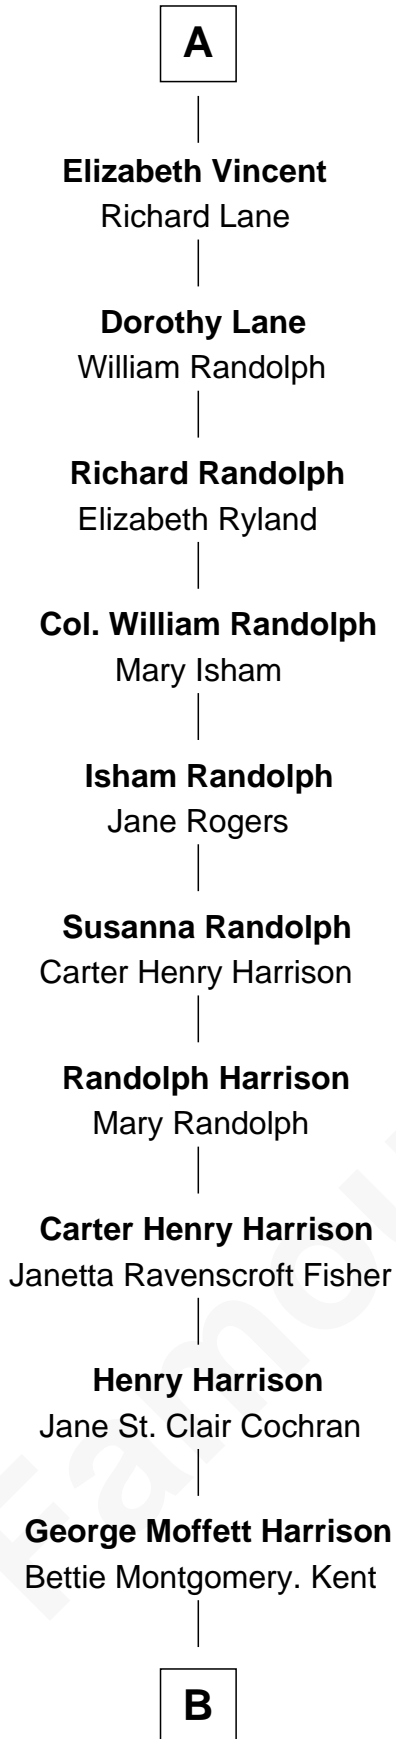 A
Elizabeth Vincent
Richard Lane
Dorothy Lane
William Randolph
Richard Randolph
Elizabeth Ryland
Col. William Randolph
Mary Isham
Isham Randolph
Jane Rogers
Susanna Randolph
Carter Henry Harrison
Randolph Harrison
Mary Randolph
Carter Henry Harrison
Janetta Ravenscroft Fisher
Henry Harrison
Jane St. Clair Cochran
George Moffett Harrison
Bettie Montgomery. Kent
B
Famou